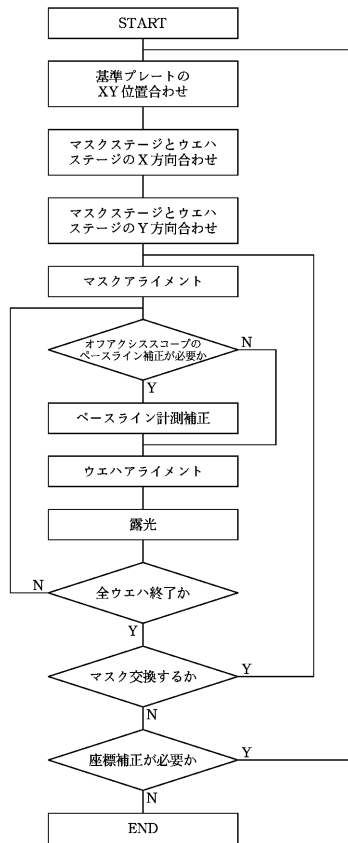 START
基準プレートの
XY位置合わせ
マスクステージとウエハ
ステージのX方向合わせ
マスクステージとウエハ
ステージのY方向合わせ
マスクアライメント
オフアクシススコープの
ベースライン補正が必要か
N
Y
ベースライン計測補正
ウエハアライメント
露光
N
全ウエハ終了か
Y
マスク交換するか
Y
N
座標補正が必要か
Y
N
END